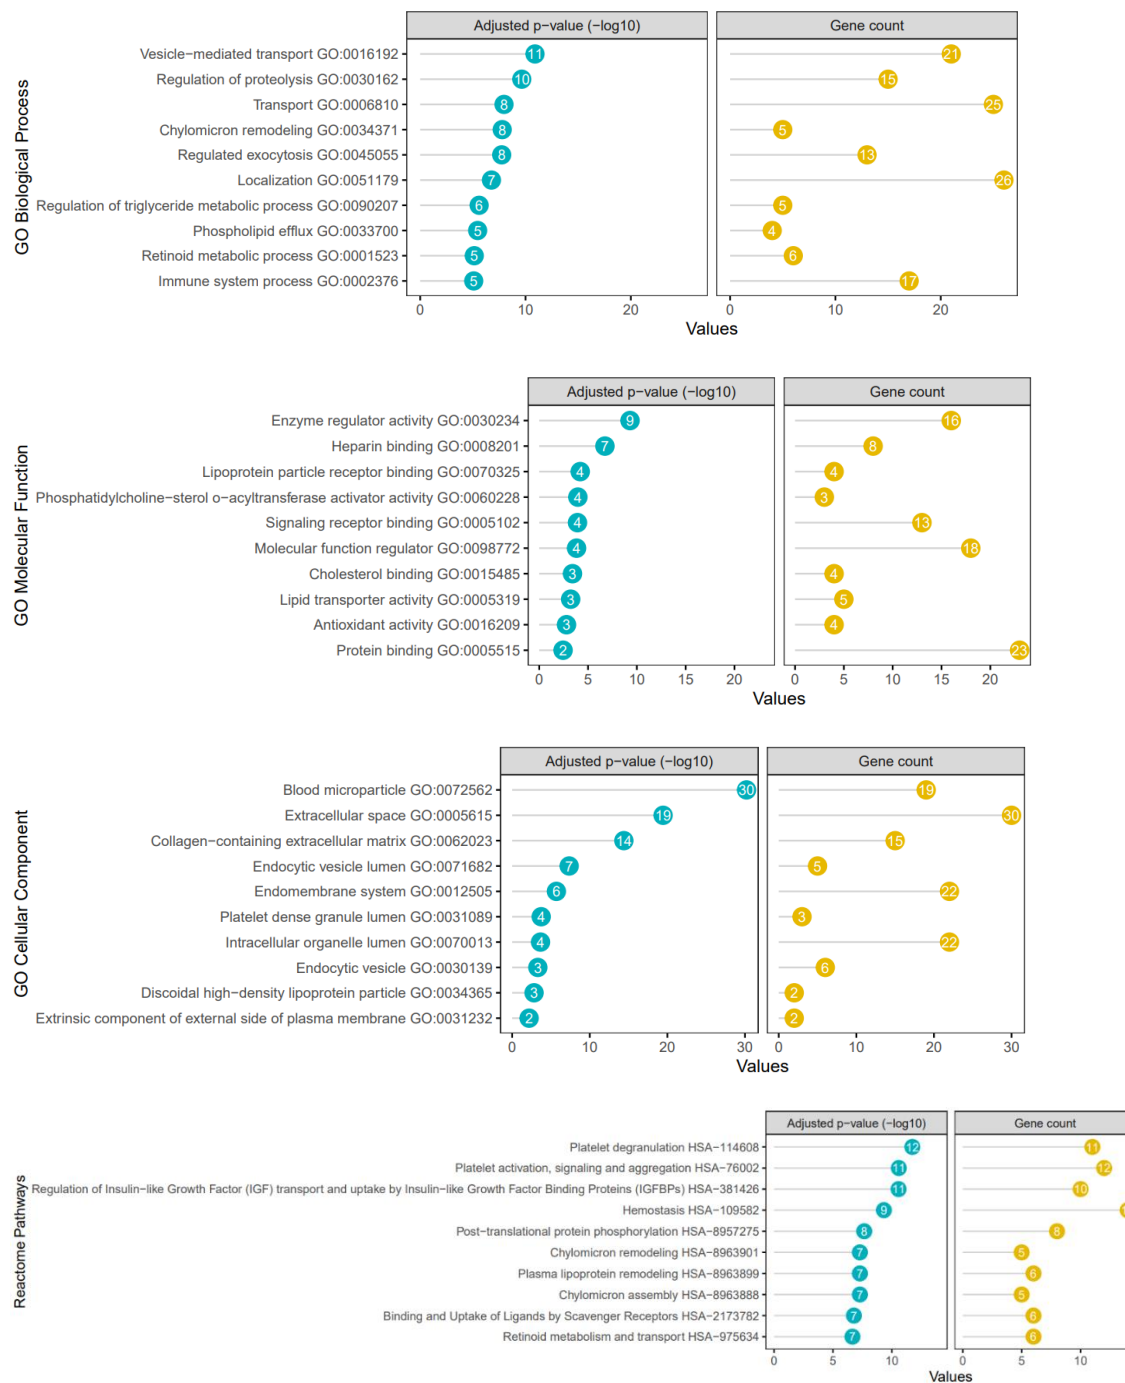 Adjusted p−value (−log10) Gene count
GO Biological Process
Vesicle−mediated transport GO:0016192 11 21
Regulation of proteolysis GO:0030162 10 15
Transport GO:0006810 8 25
Chylomicron remodeling GO:0034371 8 5
Regulated exocytosis GO:0045055 8 13
Localization GO:0051179 7 26
Regulation of triglyceride metabolic process GO:0090207 6 5
Phospholipid efflux GO:0033700 5 4
Retinoid metabolic process GO:0001523 5 6
Immune system process GO:0002376 5 17
0 10 20 0 10 20
Values
Adjusted p−value (−log10) Gene count
GO Molecular Function
Enzyme regulator activity GO:0030234 9 16
Heparin binding GO:0008201 7 8
Lipoprotein particle receptor binding GO:0070325 4 4
Phosphatidylcholine−sterol o−acyltransferase activator activity GO:0060228 4 3
Signaling receptor binding GO:0005102 4 13
Molecular function regulator GO:0098772 4 18
Cholesterol binding GO:0015485 3 4
Lipid transporter activity GO:0005319 3 5
Antioxidant activity GO:0016209 3 4
Protein binding GO:0005515 2 23
0 5 10 15 20 0 5 10 15 20
Values
Adjusted p−value (−log10) Gene count
GO Cellular Component
Blood microparticle GO:0072562 30 19
Extracellular space GO:0005615 19 30
Collagen−containing extracellular matrix GO:0062023 14 15
Endocytic vesicle lumen GO:0071682 7 5
Endomembrane system GO:0012505 6 22
Platelet dense granule lumen GO:0031089 4 3
Intracellular organelle lumen GO:0070013 4 22
Endocytic vesicle GO:0030139 3 6
Discoidal high−density lipoprotein particle GO:0034365 3 2
Extrinsic component of external side of plasma membrane GO:0031232 2 2
0 10 20 30 0 10 20 30
Values
Adjusted p−value (−log10) Gene count
Reactome Pathways
Platelet degranulation HSA−114608 12 11
Platelet activation, signaling and aggregation HSA−76002 11 12
Regulation of Insulin−like Growth Factor (IGF) transport and uptake by Insulin−like Growth Factor Binding Proteins (IGFBPs) HSA−381426 11 10
Hemostasis HSA−109582 9
Post−translational protein phosphorylation HSA−8957275 8 8
Chylomicron remodeling HSA−8963901 7 5
Plasma lipoprotein remodeling HSA−8963899 7 6
Chylomicron assembly HSA−8963888 7 5
Binding and Uptake of Ligands by Scavenger Receptors HSA−2173782 7 6
Retinoid metabolism and transport HSA−975634 7 6
0 5 10 0 5 10
Values